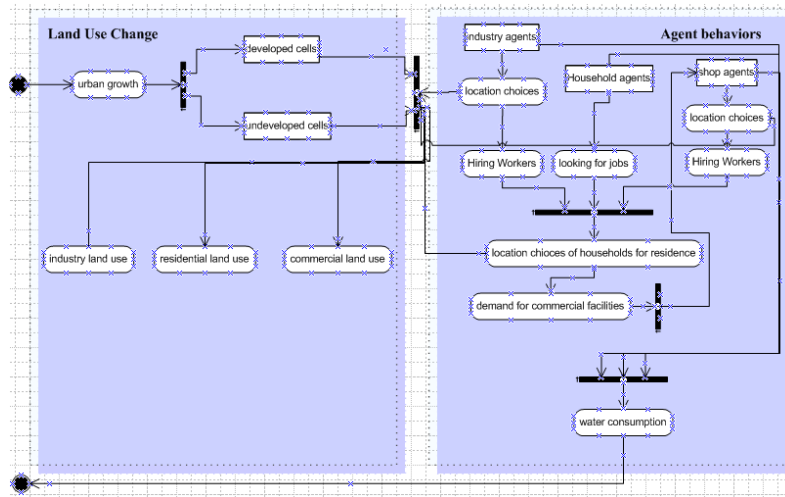 Land Use Change
Agent behaviors
industry agents
developed cells
Household agents
shop agents
urban growth
location choices
location choices
undeveloped cells
Hiring Workers
looking for jobs
Hiring Workers
industry land use
residential land use
commercial land use
location chioces of households for residence
demand for commercial facilities
water consumption